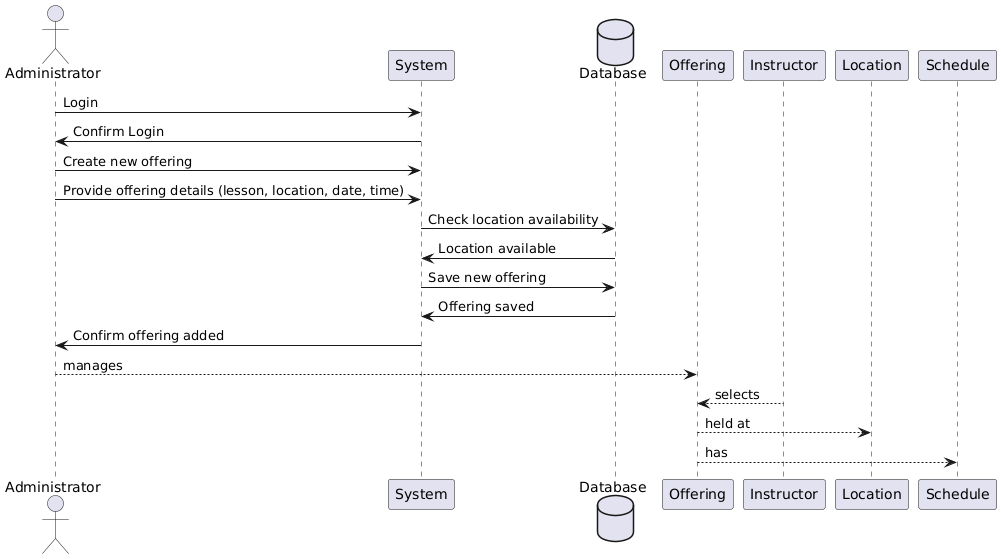 Administrator
System
Database
Offering
Instructor
Location
Schedule
Login
Confirm Login
Create new offering
Provide offering details (lesson, location, date, time)
Check location availability
Location available
Save new offering
Offering saved
Confirm offering added
manages
selects
held at
has
Administrator
System
Database
Offering
Instructor
Location
Schedule